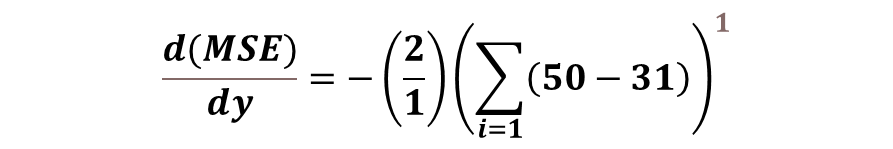 d(MSE)/dy = −(2/1)(∑_{i=1}(50 − 31))^1